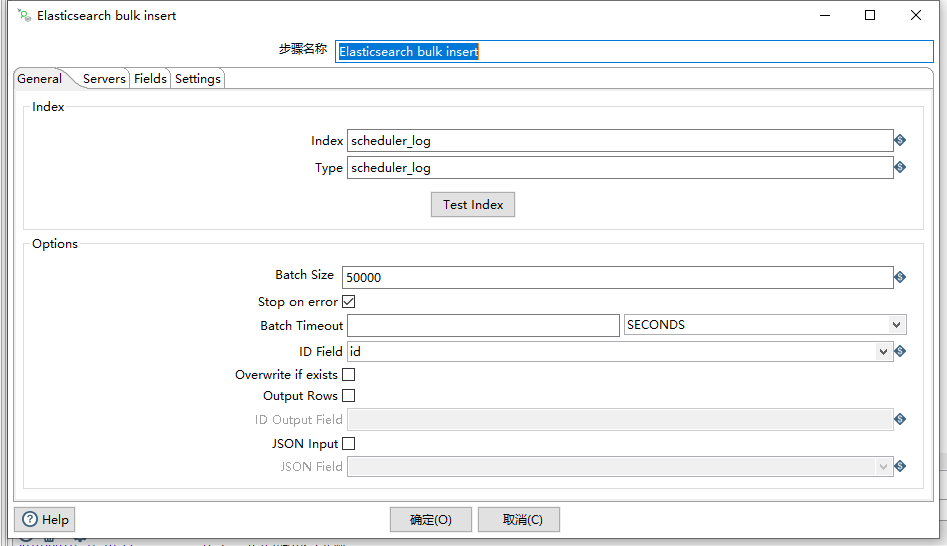 Elasticsearch bulk insert
步骤名称 Elasticsearch bulk insert
General Servers Fields Settings
Index
Index scheduler_log
Type scheduler_log
Test Index
Options
Batch Size 50000
Stop on error
Batch Timeout SECONDS
ID Field id
Overwrite if exists
Output Rows
ID Output Field
JSON Input
JSON Field
Help 确定(O) 取消(C)